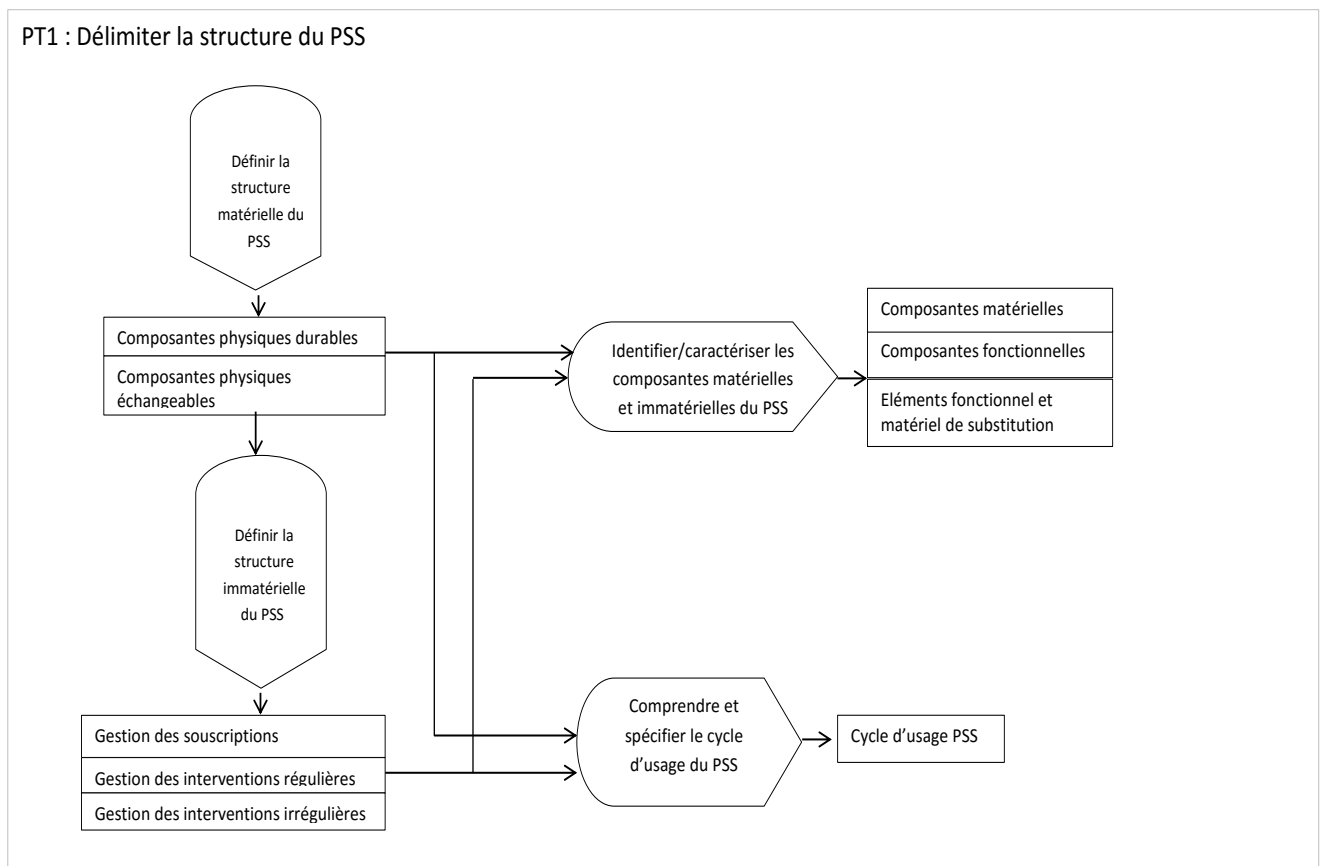 PT1 : Délimiter la structure du PSS
Définir la
structure
matérielle du
PSS
Composantes physiques durables
Composantes physiques
échangeables
Identifier/caractériser les
composantes matérielles
et immatérielles du PSS
Composantes matérielles
Composantes fonctionnelles
Eléments fonctionnel et
matériel de substitution
Définir la
structure
immatérielle
du PSS
Gestion des souscriptions
Gestion des interventions régulières
Gestion des interventions irrégulières
Comprendre et
spécifier le cycle
d'usage du PSS
Cycle d'usage PSS